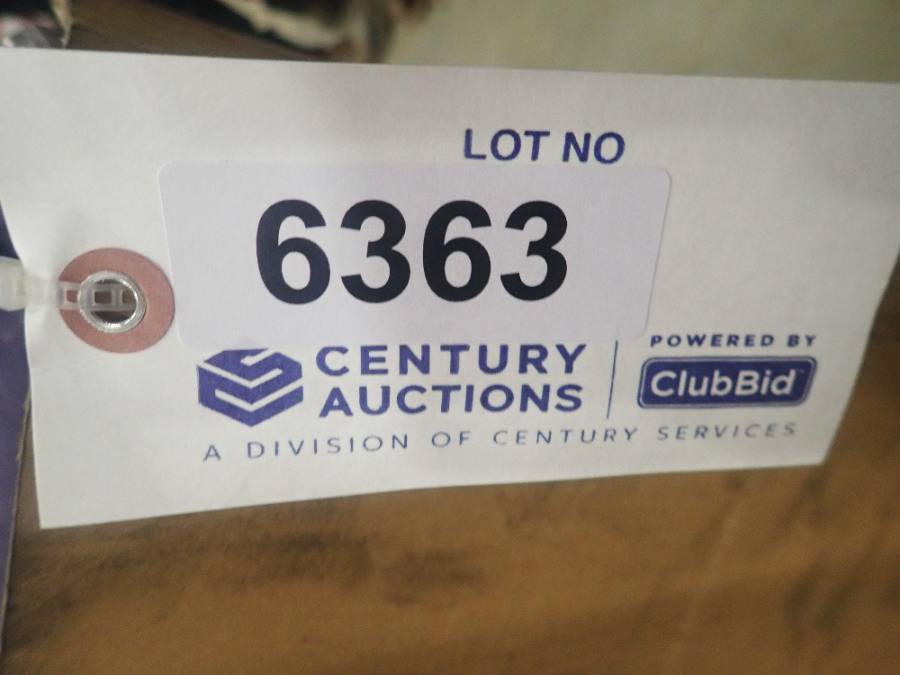 LOT NO
6363
CENTURY
AUCTIONS
POWERED BY
ClubBid
A DIVISION OF CENTURY SERVICES